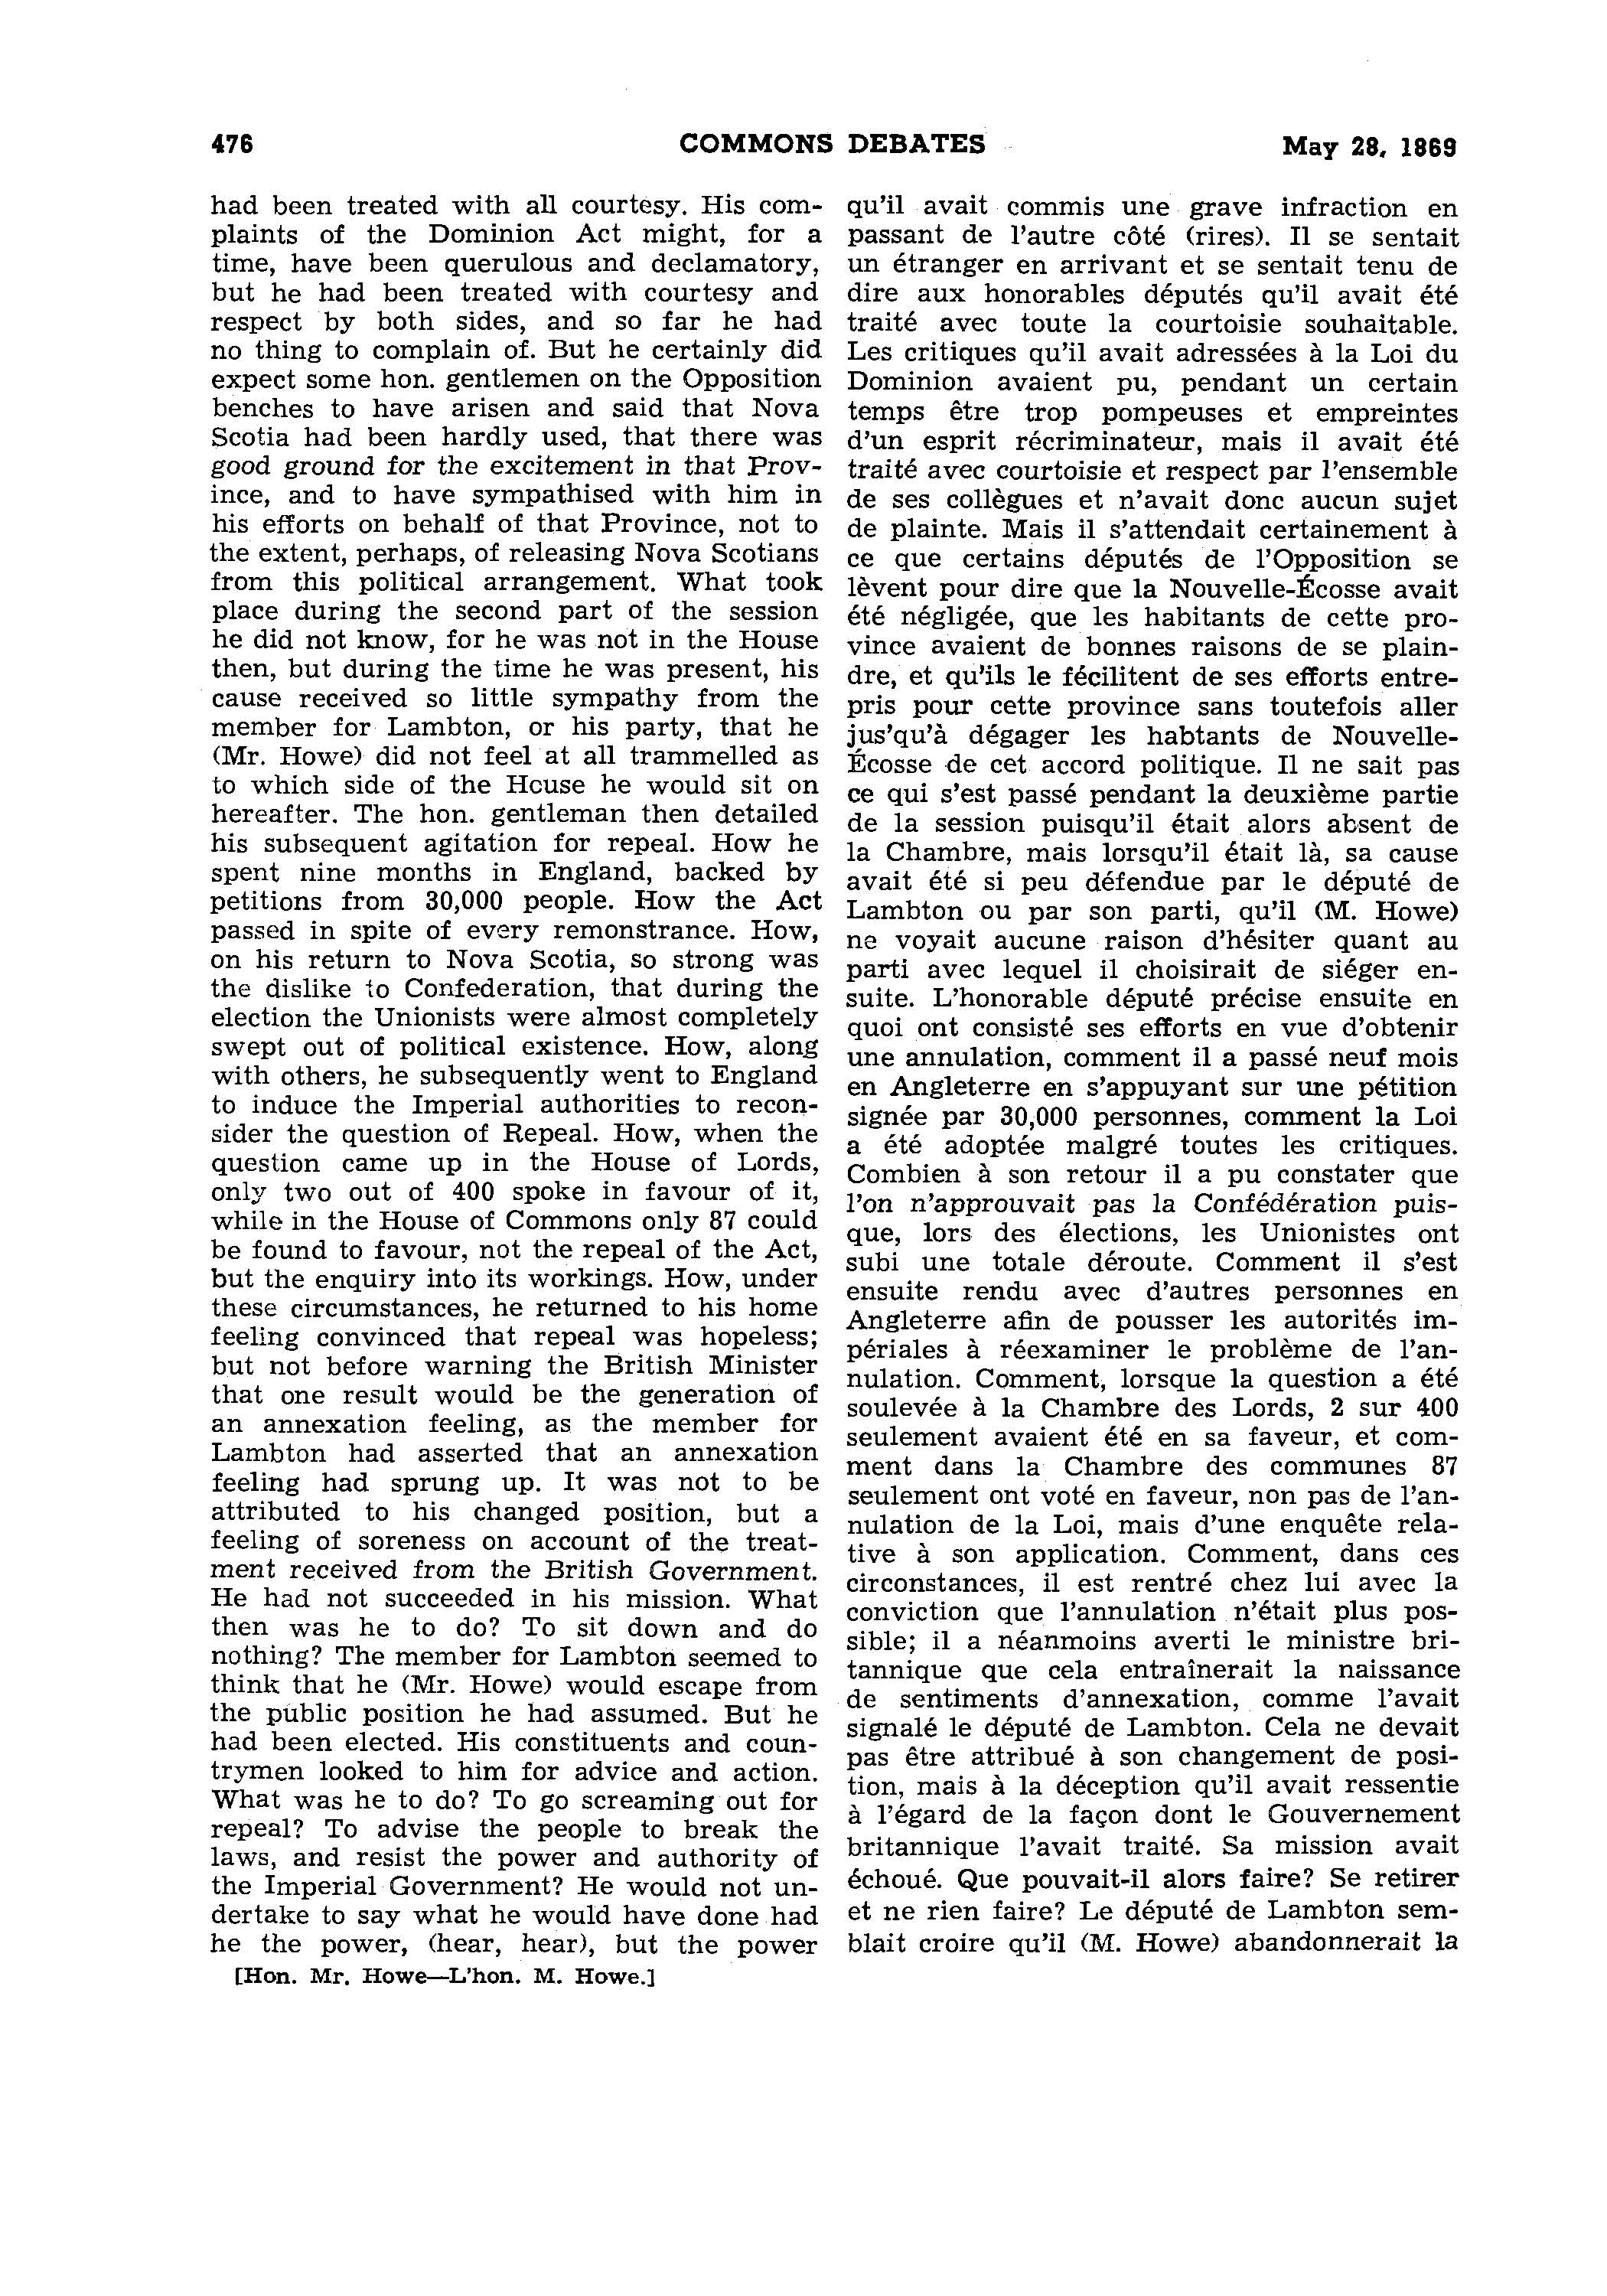 476
COMMONS DEBATES
May 28, 1869
had been treated with all courtesy. His com-
plaints of the Dominion Act might, for a
time, have been querulous and declamatory,
but he had been treated with courtesy and
respect by both sides, and so far he had
no thing to complain of. But he certainly did
expect some hon. gentlemen on the Opposition
benches to have arisen and said that Nova
Scotia had been hardly used, that there was
good ground for the excitement in that Prov-
ince, and to have sympathised with him in
his efforts on behalf of that Province, not to
the extent, perhaps, of releasing Nova Scotians
from this political arrangement. What took
place during the second part of the session
he did not know, for he was not in the House
then, but during the time he was present, his
cause received so little sympathy from the
member for Lambton, or his party, that he
(Mr. Howe) did not feel at all trammelled as
to which side of the House he would sit on
hereafter. The hon. gentleman then detailed
his subsequent agitation for repeal. How he
spent nine months in England, backed by
petitions from 30,000 people. How the Act
passed in spite of every remonstrance. How,
on his return to Nova Scotia, so strong was
the dislike to Confederation, that during the
election the Unionists were almost completely
swept out of political existence. How, along
with others, he subsequently went to England
to induce the Imperial authorities to recon-
sider the question of Repeal. How, when the
question came up in the House of Lords,
only two out of 400 spoke in favour of it,
while in the House of Commons only 87 could
be found to favour, not the repeal of the Act,
but the enquiry into its workings. How, under
these circumstances, he returned to his home
feeling convinced that repeal was hopeless;
but not before warning the British Minister
that one result would be the generation of
an annexation feeling, as the member for
Lambton had asserted that an annexation
feeling had sprung up. It was not to be
attributed to his changed position, but a
feeling of soreness on account of the treat-
ment received from the British Government.
He had not succeeded in his mission. What
then was he to do? To sit down and do
nothing? The member for Lambton seemed to
think that he (Mr. Howe) would escape from
the public position he had assumed. But he
had been elected. His constituents and coun-
trymen looked to him for advice and action.
What was he to do? To go screaming out for
repeal? To advise the people to break the
laws, and resist the power and authority of
the Imperial Government? He would not un-
dertake to say what he would have done had
he the power, (hear, hear), but the power
[Hon. Mr. Howe—L'hon. M. Howe.]
qu'il avait commis une grave infraction en
passant de l'autre côté (rires). Il se sentait
un étranger en arrivant et se sentait tenu de
dire aux honorables députés qu'il avait été
traité avec toute la courtoisie souhaitable.
Les critiques qu'il avait adressées à la Loi du
Dominion avaient pu, pendant un certain
temps être trop pompeuses et empreintes
d'un esprit récriminateur, mais il avait été
traité avec courtoisie et respect par l'ensemble
de ses collègues et n'avait donc aucun sujet
de plainte. Mais il s'attendait certainement à
ce que certains députés de l'Opposition se
lèvent pour dire que la Nouvelle-Écosse avait
été négligée, que les habitants de cette pro-
vince avaient de bonnes raisons de se plain-
dre, et qu'ils le fécilitent de ses efforts entre-
pris pour cette province sans toutefois aller
jus'qu'à dégager les habtants de Nouvelle-
Écosse de cet accord politique. Il ne sait pas
ce qui s'est passé pendant la deuxième partie
de la session puisqu'il était alors absent de
la Chambre, mais lorsqu'il était là, sa cause
avait été si peu défendue par le député de
Lambton ou par son parti, qu'il (M. Howe)
ne voyait aucune raison d'hésiter quant au
parti avec lequel il choisirait de siéger en-
suite. L'honorable député précise ensuite en
quoi ont consisté ses efforts en vue d'obtenir
une annulation, comment il a passé neuf mois
en Angleterre en s'appuyant sur une pétition
signée par 30,000 personnes, comment la Loi
a été adoptée malgré toutes les critiques.
Combien à son retour il a pu constater que
l'on n'approuvait pas la Confédération puis-
que, lors des élections, les Unionistes ont
subi une totale déroute. Comment il s'est
ensuite rendu avec d'autres personnes en
Angleterre afin de pousser les autorités im-
périales à réexaminer le problème de l'an-
nulation. Comment, lorsque la question a été
soulevée à la Chambre des Lords, 2 sur 400
seulement avaient été en sa faveur, et com-
ment dans la Chambre des communes 87
seulement ont voté en faveur, non pas de l'an-
nulation de la Loi, mais d'une enquête rela-
tive à son application. Comment, dans ces
circonstances, il est rentré chez lui avec la
conviction que l'annulation n'était plus pos-
sible; il a néanmoins averti le ministre bri-
tannique que cela entraînerait la naissance
de sentiments d'annexation, comme l'avait
signalé le député de Lambton. Cela ne devait
pas être attribué à son changement de posi-
tion, mais à la déception qu'il avait ressentie
à l'égard de la façon dont le Gouvernement
britannique l'avait traité. Sa mission avait
échoué. Que pouvait-il alors faire? Se retirer
et ne rien faire? Le député de Lambton sem-
blait croire qu'il (M. Howe) abandonnerait la